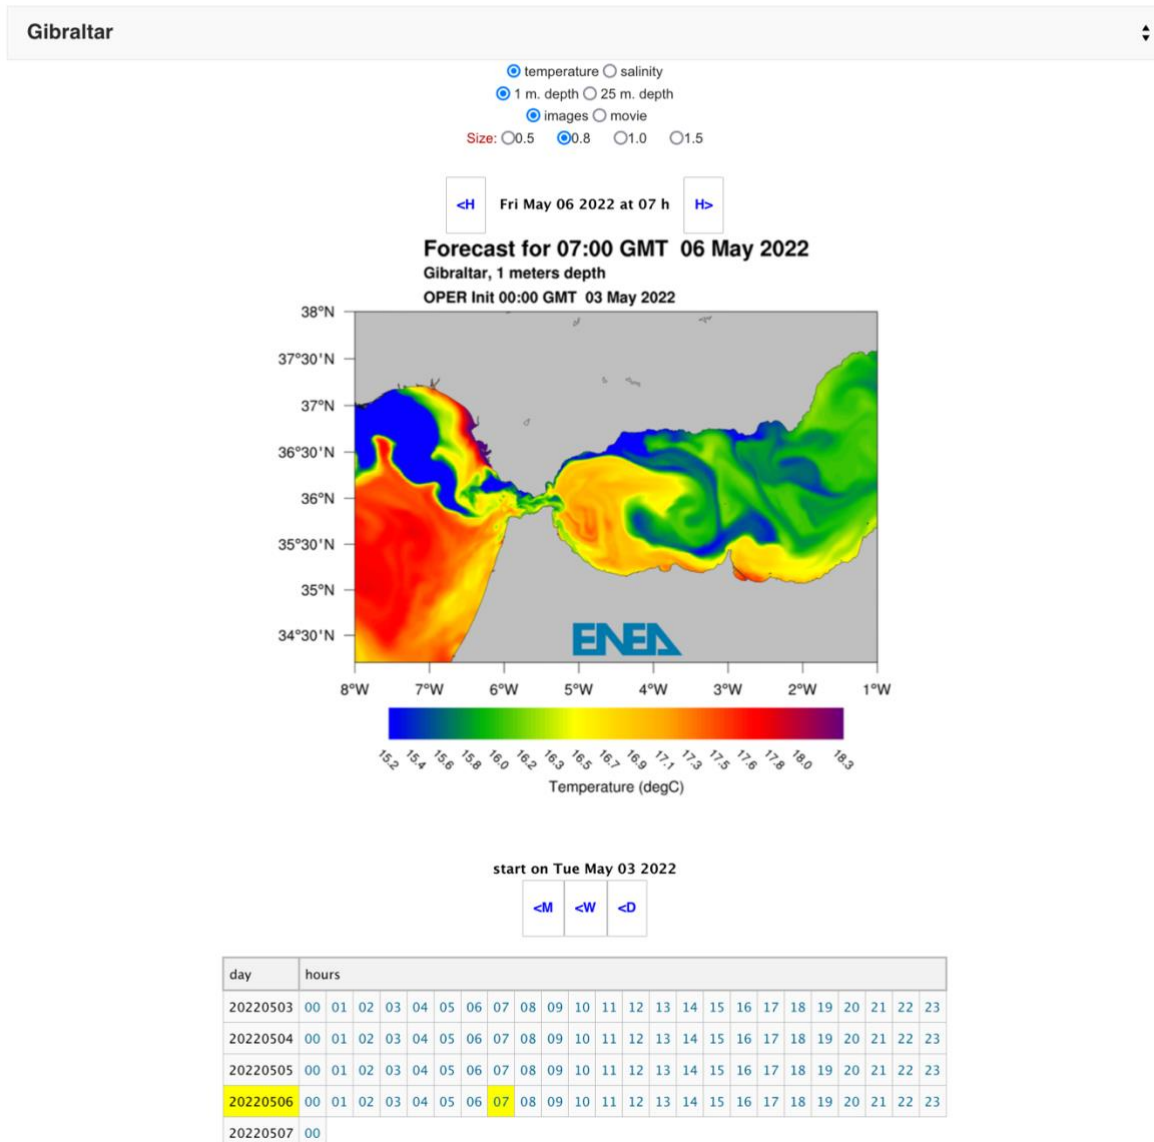 Gibraltar
temperature salinity
1 m. depth 25 m. depth
images movie
Size: 0.5 0.8 1.0 1.5
<H Fri May 06 2022 at 07 h H>
Forecast for 07:00 GMT 06 May 2022
Gibraltar, 1 meters depth
OPER Init 00:00 GMT 03 May 2022
38°N
37°30'N
37°N
36°30'N
36°N
35°30'N
35°N
34°30'N
ENEA
8°W 7°W 6°W 5°W 4°W 3°W 2°W 1°W
15.2 15.4 15.6 15.8 16.0 16.2 16.3 16.5 16.7 16.9 17.1 17.3 17.5 17.6 17.8 18.0 18.3
Temperature (degC)
start on Tue May 03 2022
<M <W <D
day hours
20220503 00 01 02 03 04 05 06 07 08 09 10 11 12 13 14 15 16 17 18 19 20 21 22 23
20220504 00 01 02 03 04 05 06 07 08 09 10 11 12 13 14 15 16 17 18 19 20 21 22 23
20220505 00 01 02 03 04 05 06 07 08 09 10 11 12 13 14 15 16 17 18 19 20 21 22 23
20220506 00 01 02 03 04 05 06 07 08 09 10 11 12 13 14 15 16 17 18 19 20 21 22 23
20220507 00